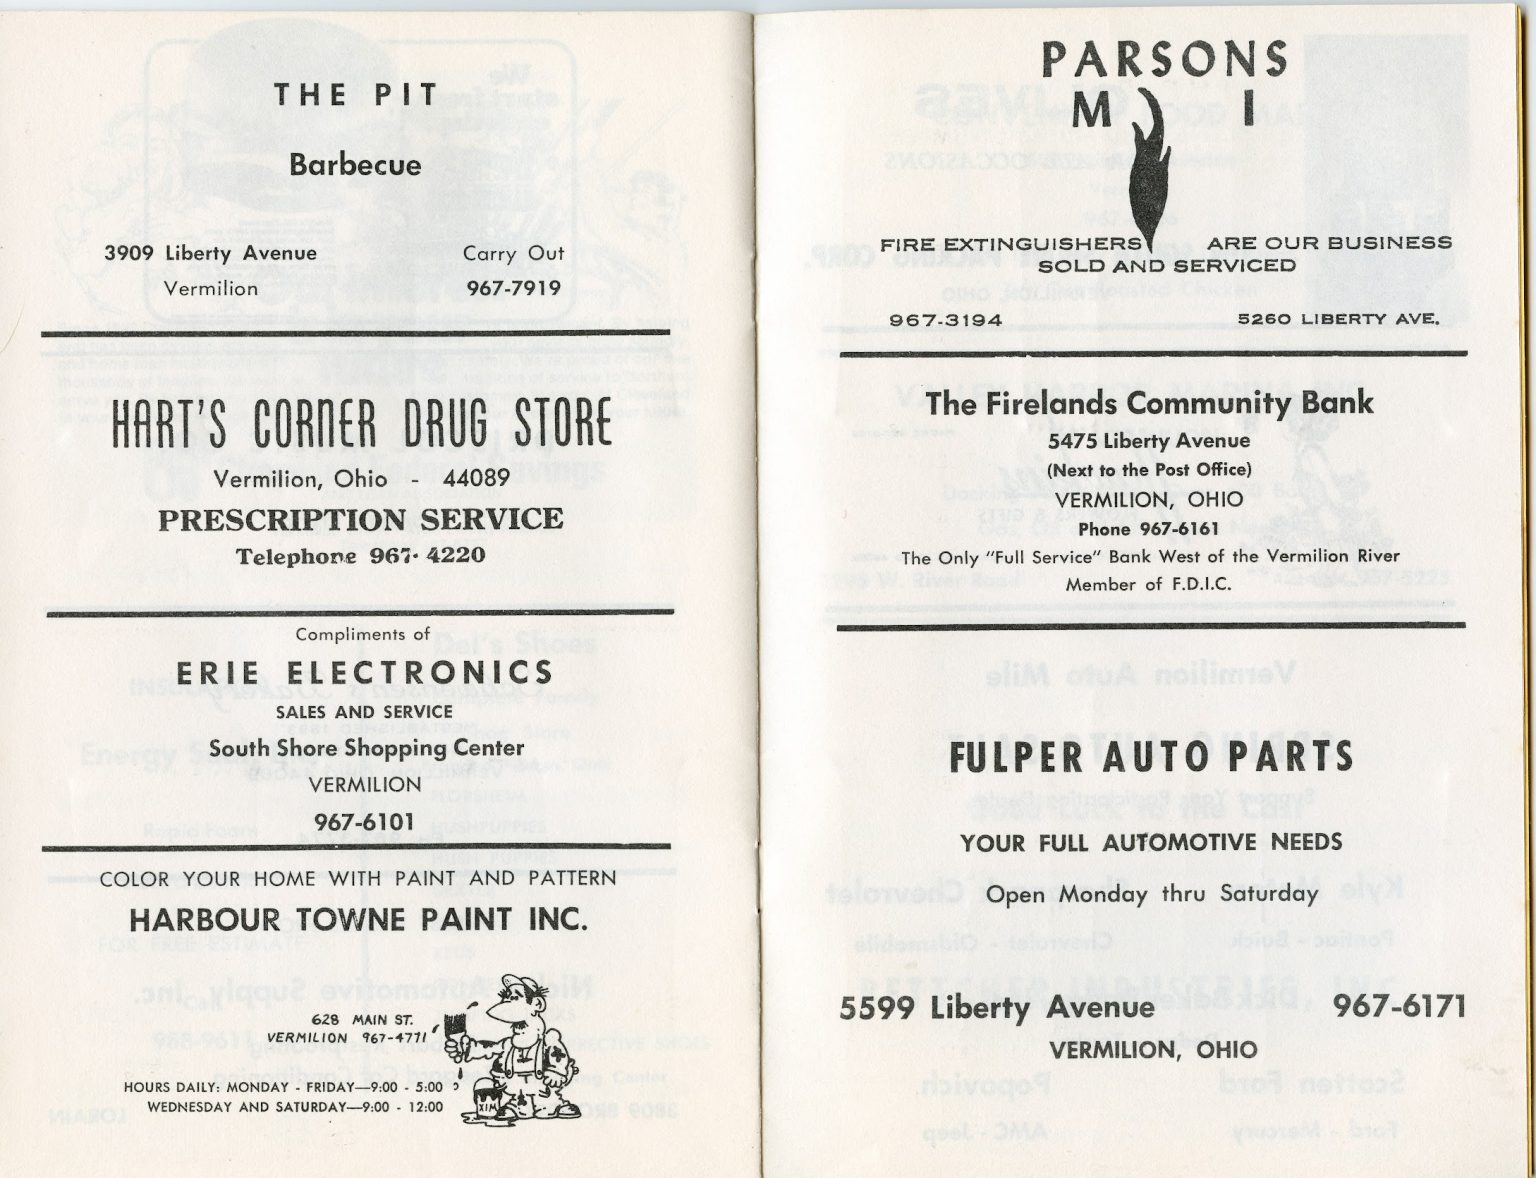 THE PIT
Barbecue
3909 Liberty Avenue
Carry Out
Vermilion
967-7919
HART'S CORNER DRUG STORE
Vermilion, Ohio - 44089
PRESCRIPTION SERVICE
Telephone 967-4220
Compliments of
ERIE ELECTRONICS
SALES AND SERVICE
South Shore Shopping Center
VERMILION
967-6101
COLOR YOUR HOME WITH PAINT AND PATTERN
HARBOUR TOWNE PAINT INC.
628 MAIN ST.
VERMILION 967-4771
HOURS DAILY: MONDAY - FRIDAY—9:00 - 5:00
WEDNESDAY AND SATURDAY—9:00 - 12:00
XIW
PARSONS
M I
FIRE EXTINGUISHERS ARE OUR BUSINESS
SOLD AND SERVICED
967-3194
5260 LIBERTY AVE.
The Firelands Community Bank
5475 Liberty Avenue
(Next to the Post Office)
VERMILION, OHIO
Phone 967-6161
The Only "Full Service" Bank West of the Vermilion River
Member of F.D.I.C.
FULPER AUTO PARTS
YOUR FULL AUTOMOTIVE NEEDS
Open Monday thru Saturday
5599 Liberty Avenue
967-6171
VERMILION, OHIO